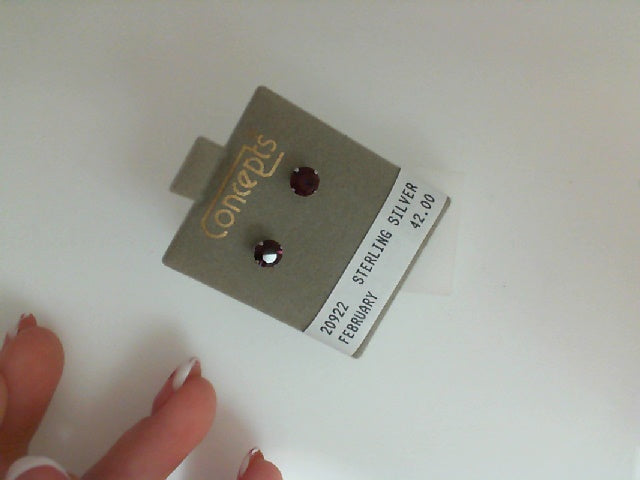 Concepts
20922 STERLING SILVER
FEBRUARY 42.00